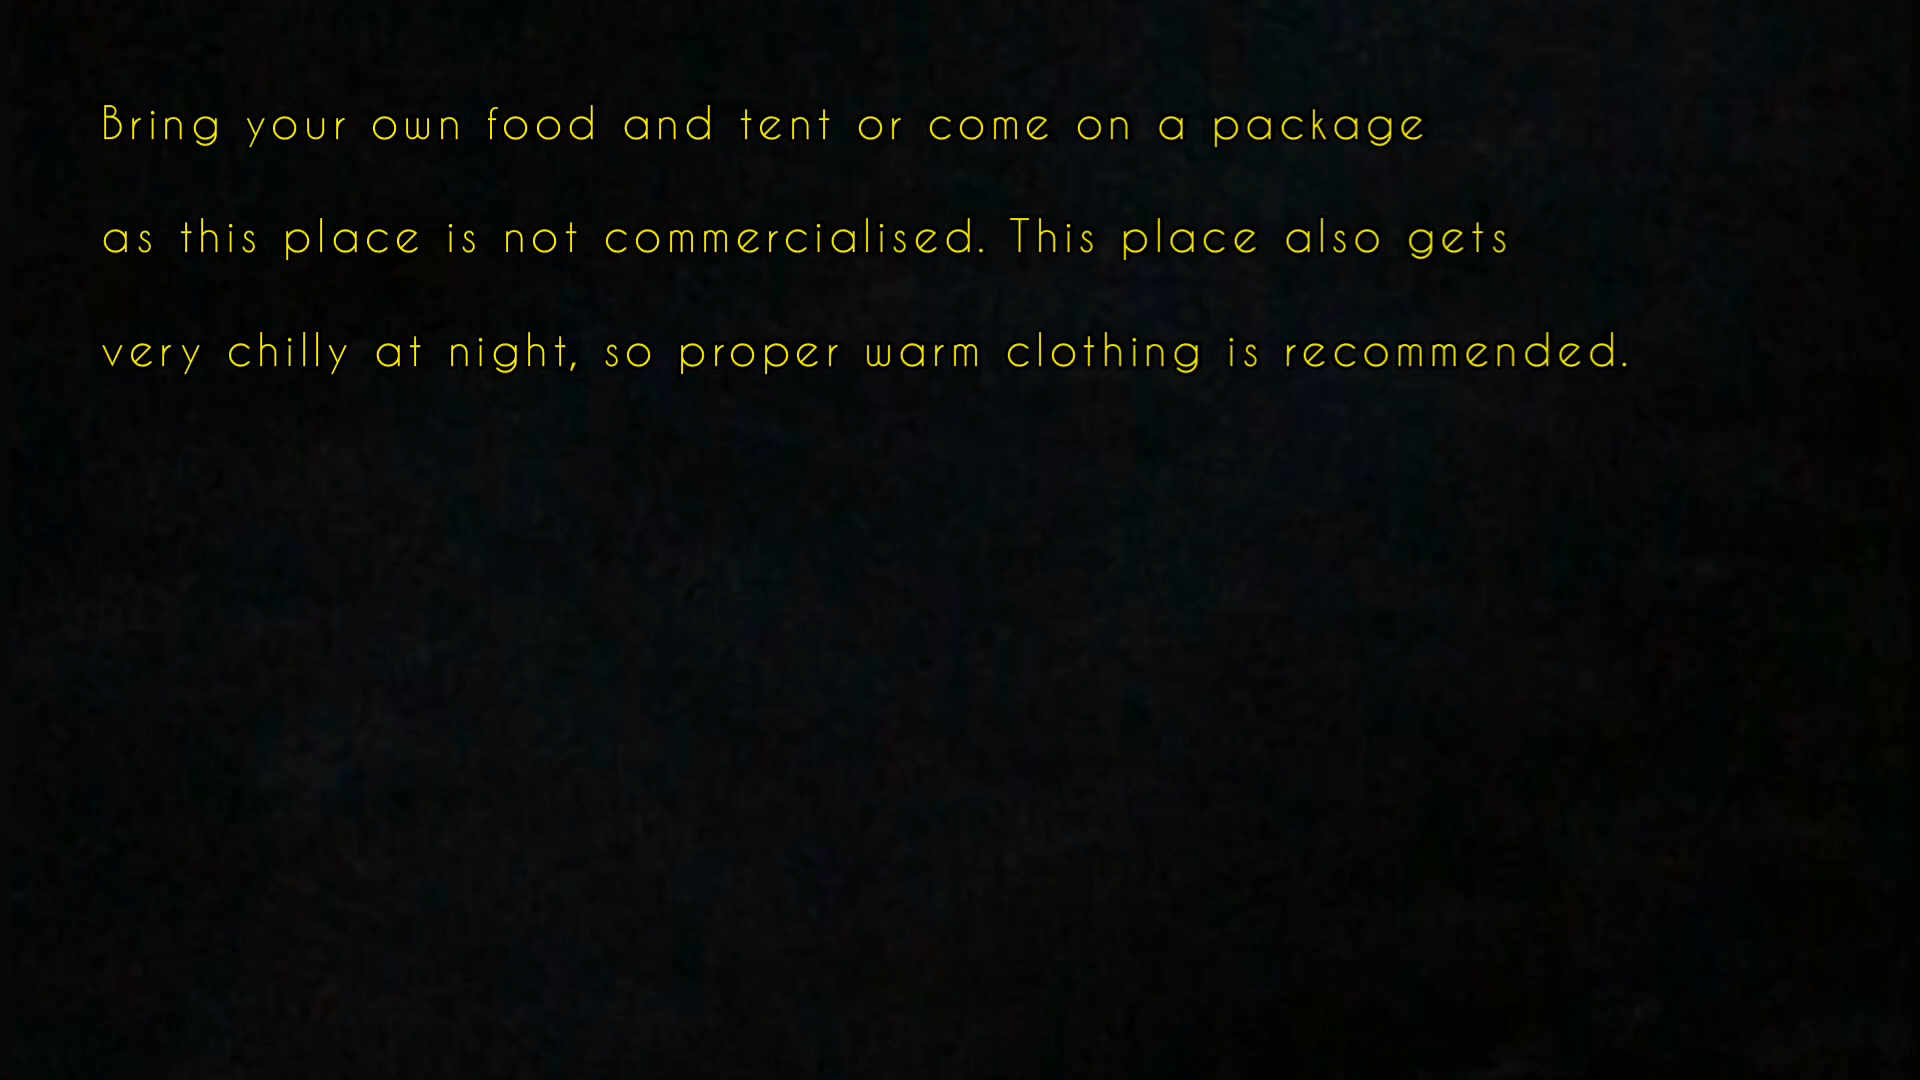 Bring your own food and tent or come on a package
as this place is not commercialised. This place also gets
very chilly at night, so proper warm clothing is recommended.